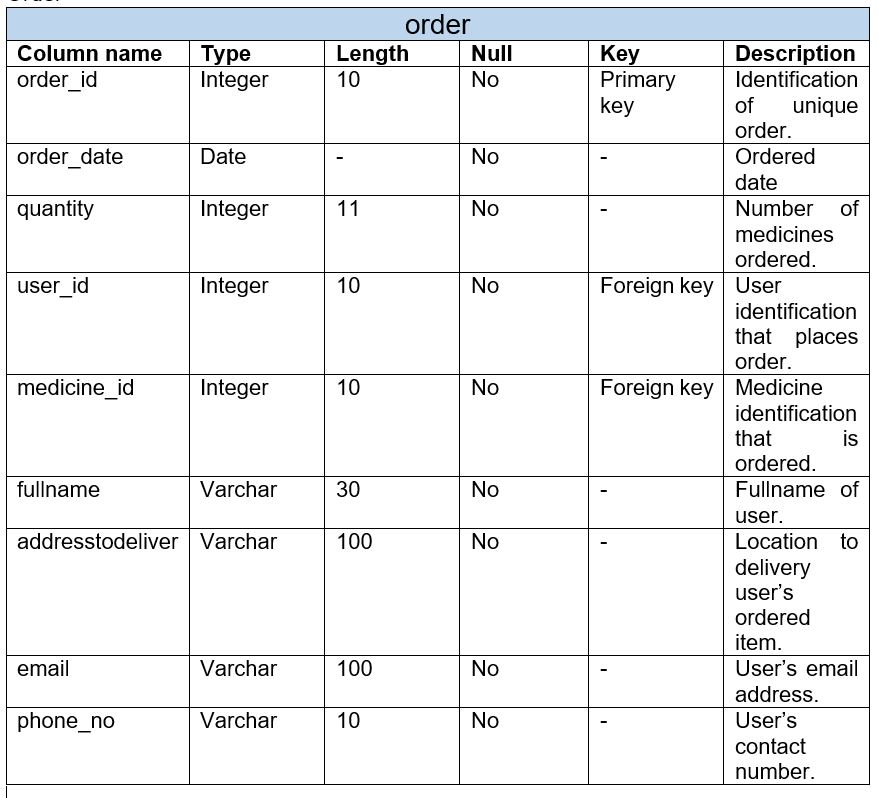 order
Column name Type Length Null Key Description
order_id Integer 10 No Primary key Identification of unique order.
order_date Date - No - Ordered date
quantity Integer 11 No - Number of medicines ordered.
user_id Integer 10 No Foreign key User identification that places order.
medicine_id Integer 10 No Foreign key Medicine identification that is ordered.
fullname Varchar 30 No - Fullname of user.
addresstodeliver Varchar 100 No - Location to delivery user's ordered item.
email Varchar 100 No - User's email address.
phone_no Varchar 10 No - User's contact number.